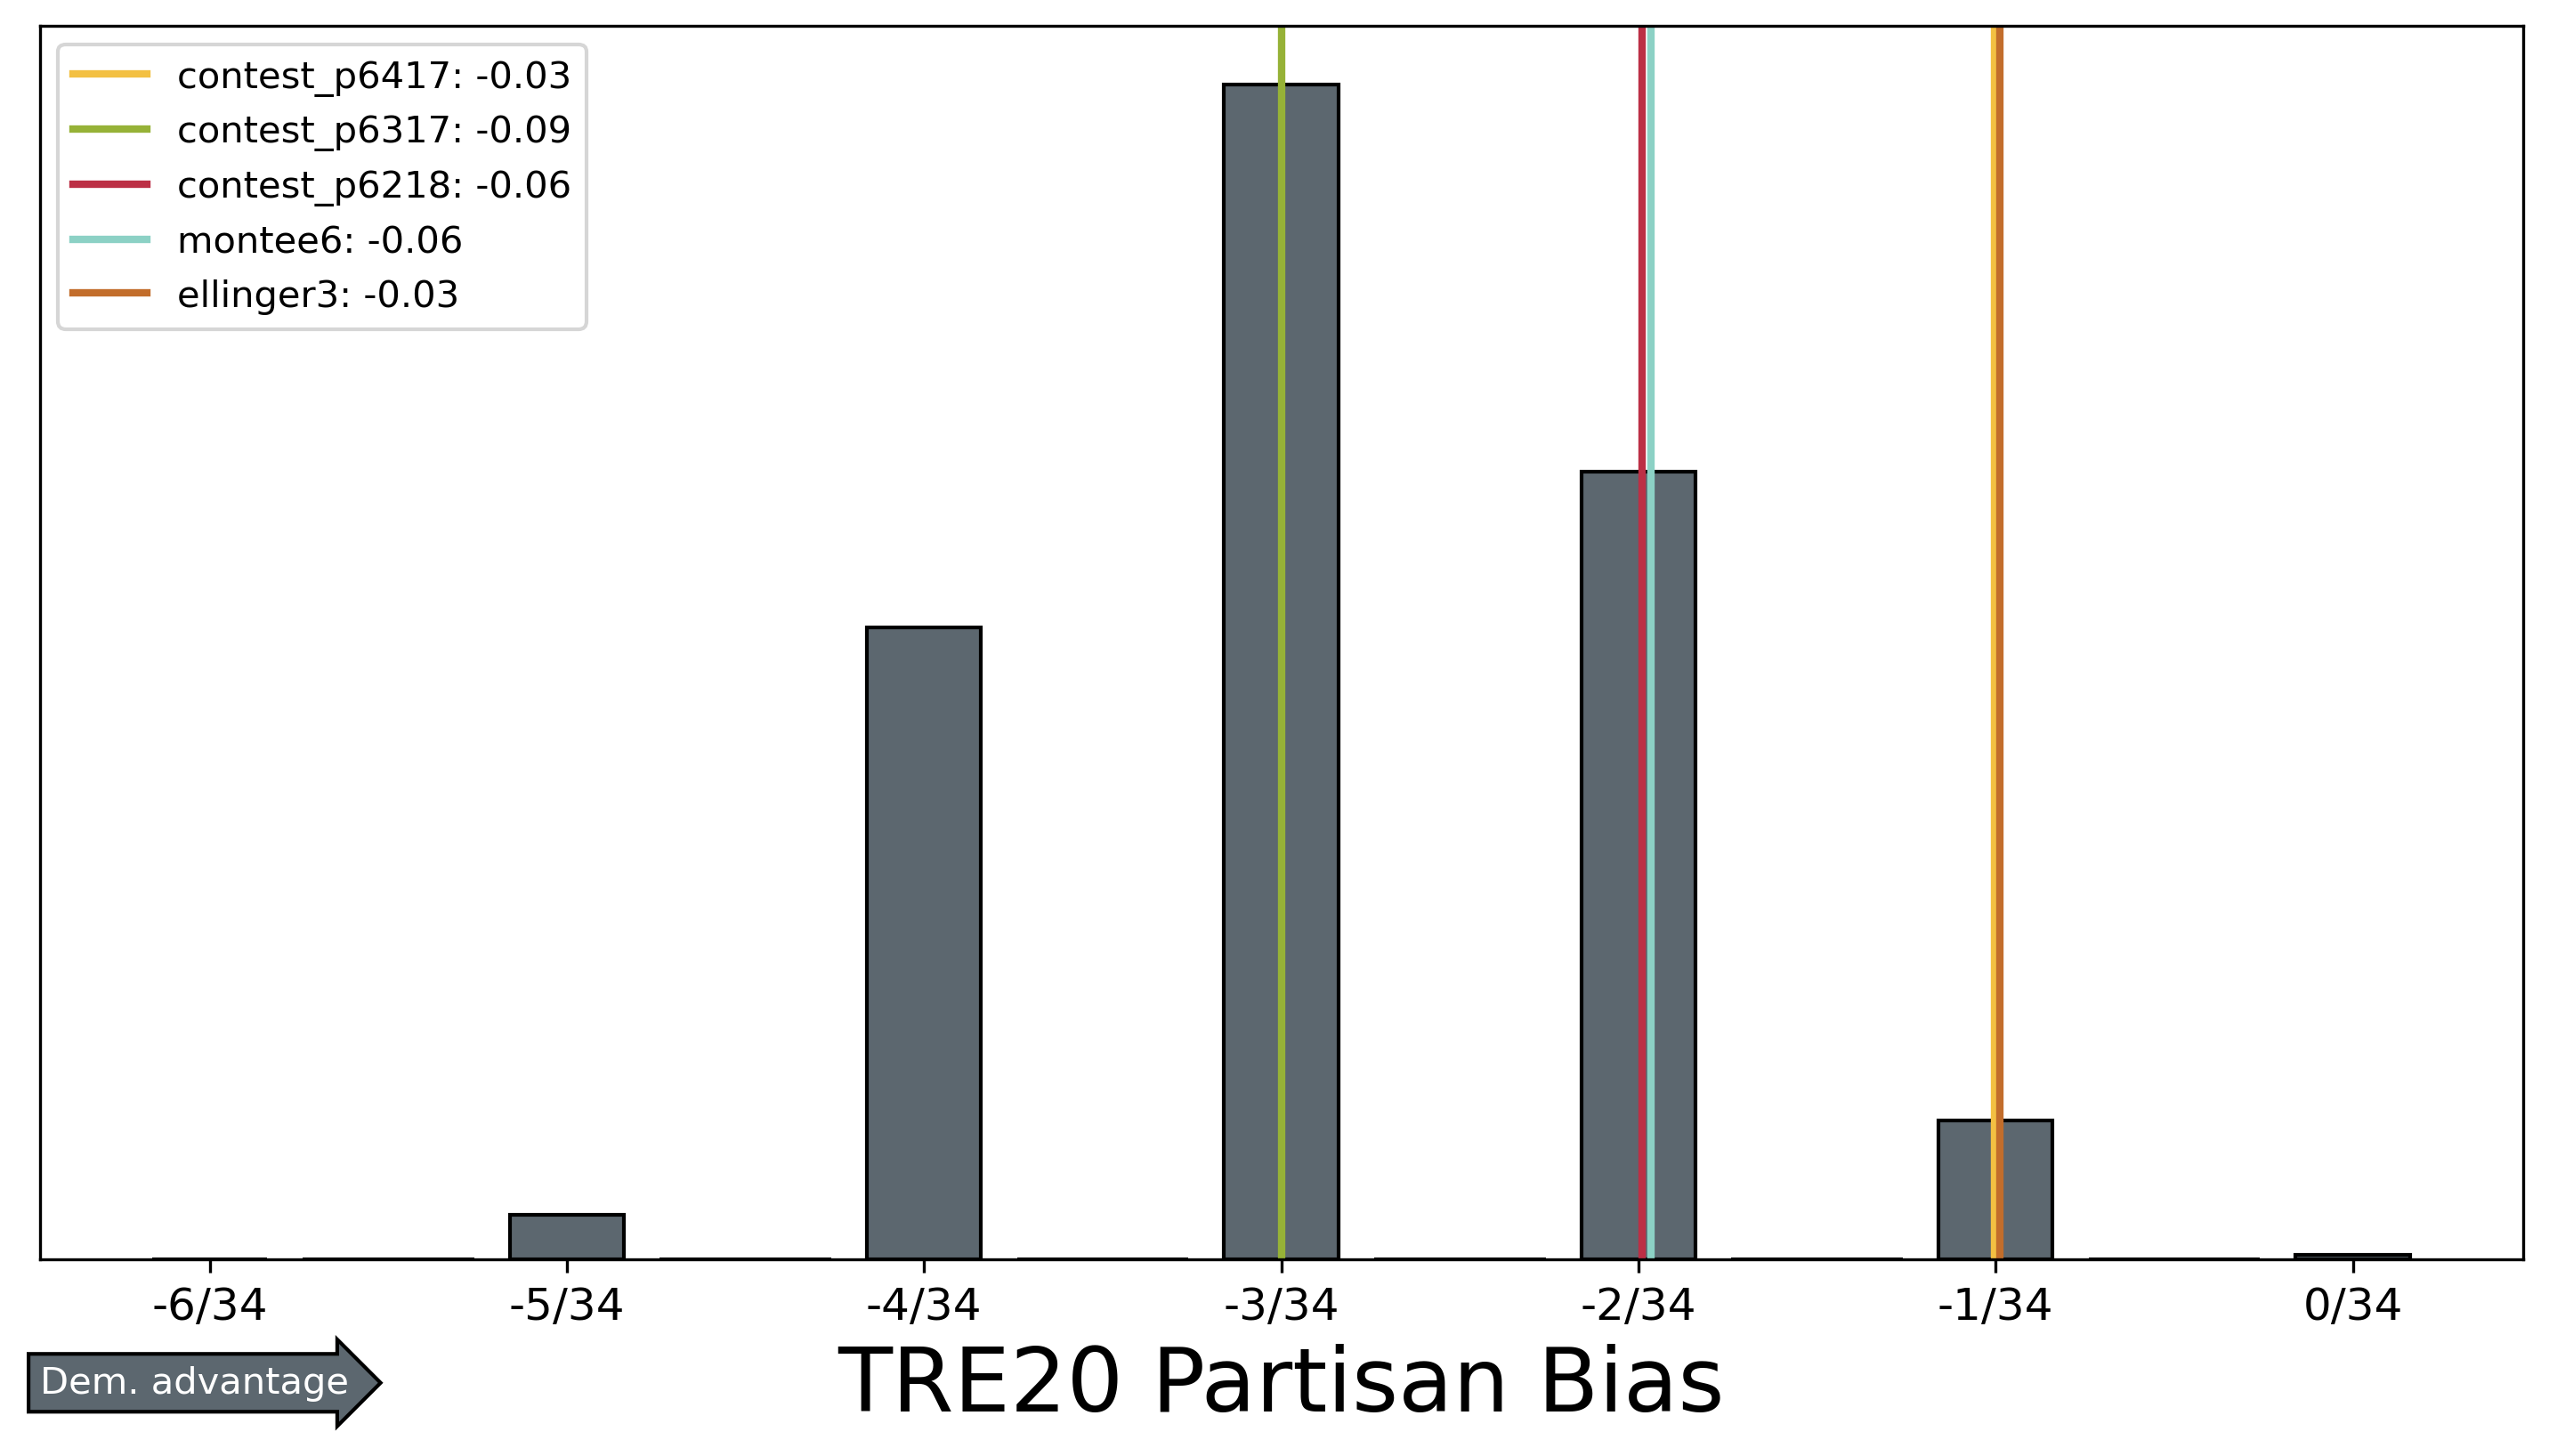 contest_p6417: -0.03
contest_p6317: -0.09
contest_p6218: -0.06
montee6: -0.06
ellinger3: -0.03
-6/34 -5/34 -4/34 -3/34 -2/34 -1/34 0/34
Dem. advantage
TRE20 Partisan Bias